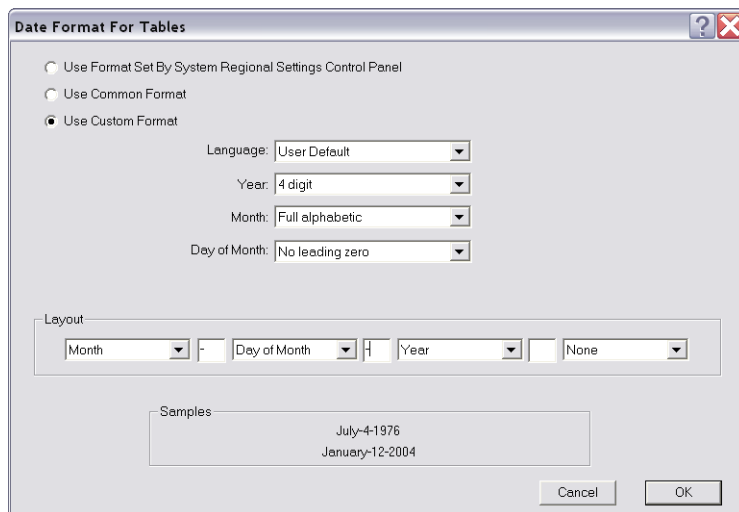 Date Format For Tables
Use Format Set By System Regional Settings Control Panel
Use Common Format
Use Custom Format
Language: User Default
Year: 4 digit
Month: Full alphabetic
Day of Month: No leading zero
Layout
Month - Day of Month - Year None
Samples
July-4-1976
January-12-2004
Cancel OK